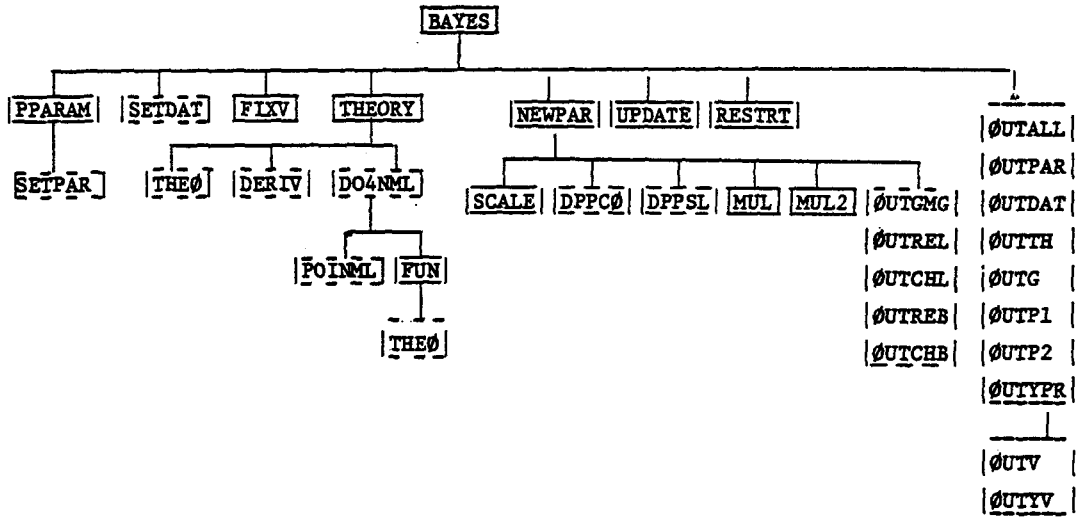 BAYES
PPARAM SETDAT FIXV THEORY NEWPAR UPDATE RESTRT ØUTALL
ØUTPAR
SETPAR THEØ DERIV DO4NML SCALE DPPCØ DPPSL MUL MUL2 ØUTGMG ØUTDAT
POINML FUN ØUTREL ØUTTH
ØUTCHL ØUTG
THEØ ØUTREB ØUTP1
ØUTCHB ØUTP2
ØUTYPR
ØUTV
ØUTYV